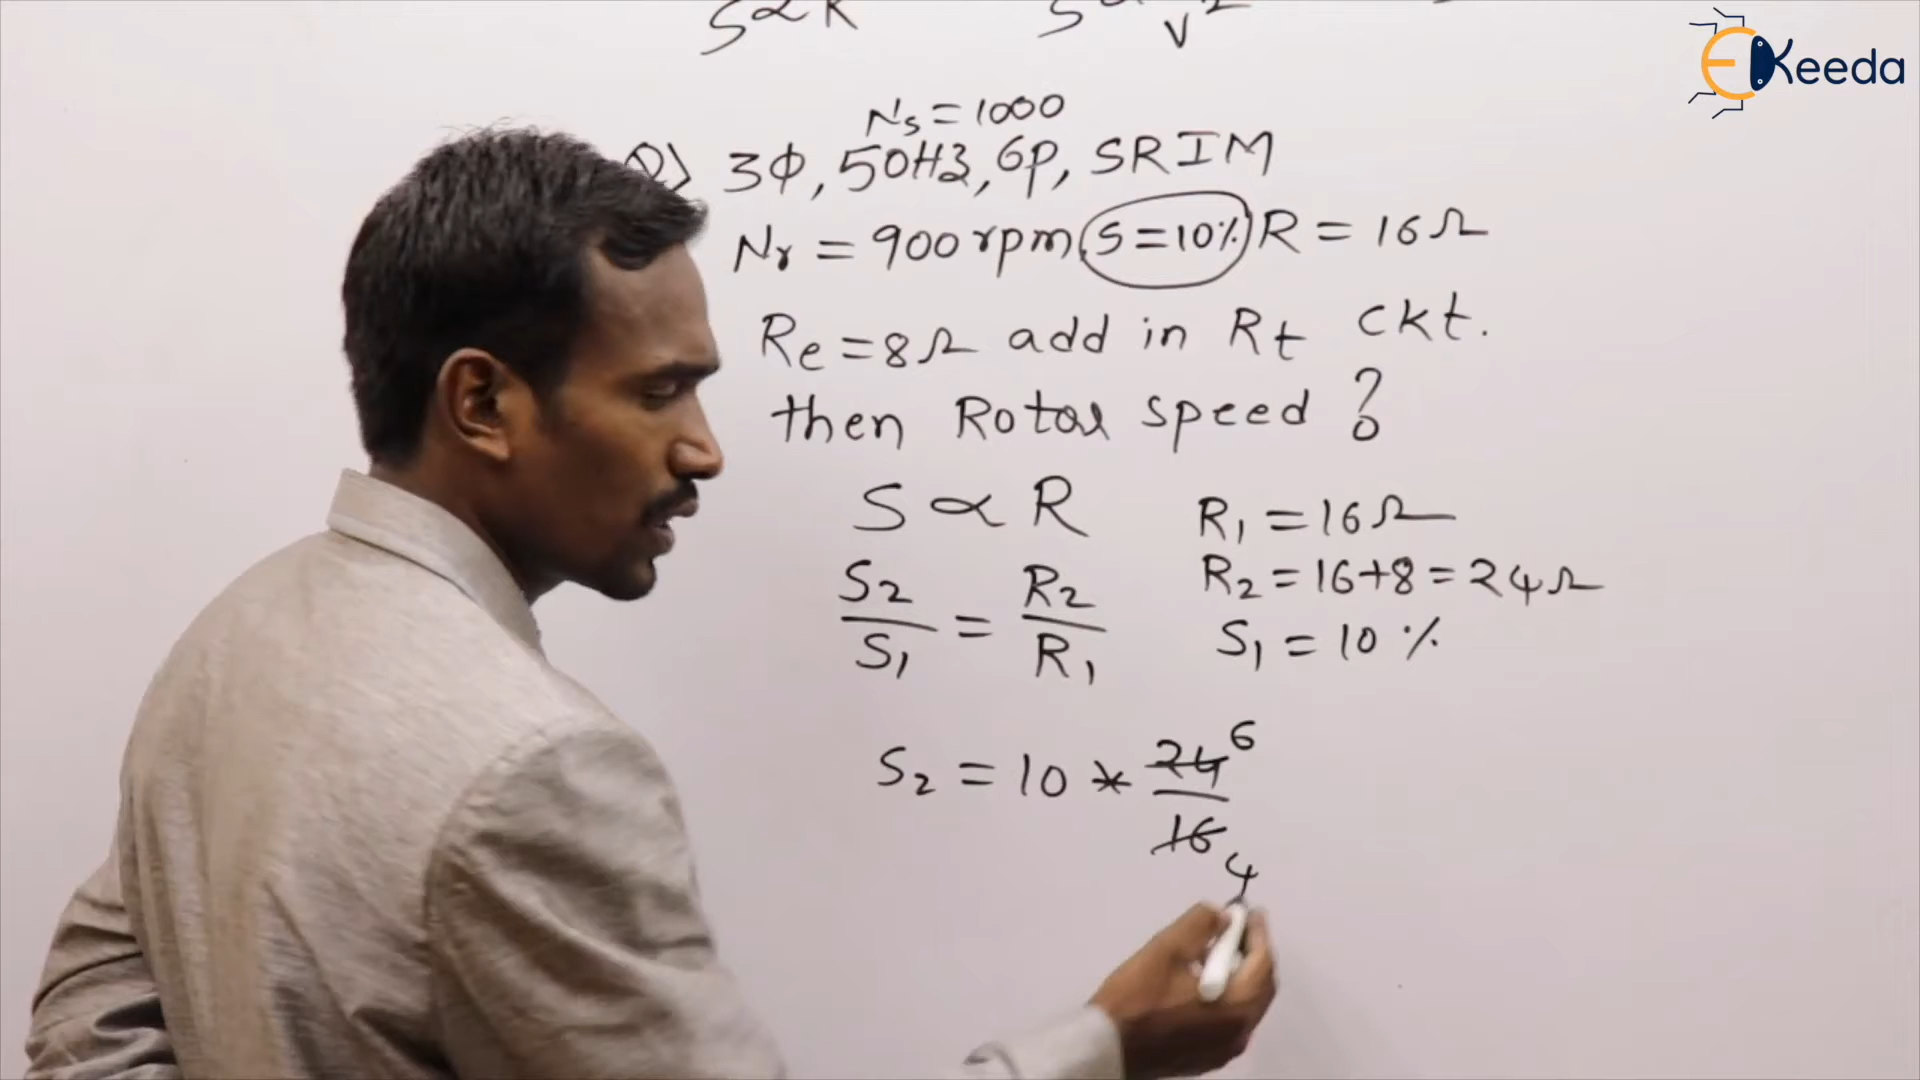 S ∝ R
EKeeda
Ns = 1000
Q) 3Φ, 50Hz, 6P, SRIM
Nr = 900 rpm, S = 10% R = 16Ω
Re = 8Ω add in Rt ckt.
then Rotor speed ?
S ∝ R
R1 = 16Ω
S2/S1 = R2/R1
R2 = 16+8 = 24Ω
S1 = 10 %
S2 = 10 * 24/16
6
4